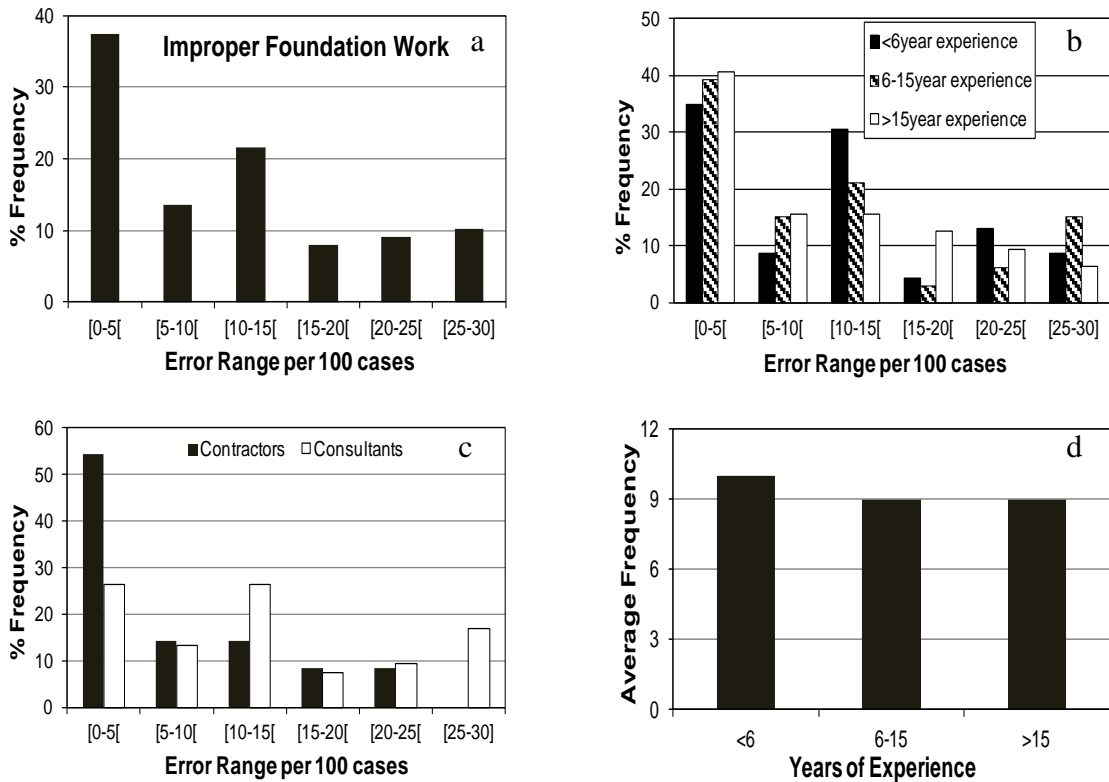 Improper Foundation Work
a
% Frequency
40
30
20
10
0
[0-5[ [5-10[ [10-15[ [15-20[ [20-25[ [25-30]
Error Range per 100 cases
b
<6year experience
6-15year experience
>15year experience
% Frequency
50
40
30
20
10
0
[0-5[ [5-10[ [10-15[ [15-20[ [20-25[ [25-30]
Error Range per 100 cases
c
Contractors Consultants
% Frequency
60
50
40
30
20
10
0
[0-5[ [5-10[ [10-15[ [15-20[ [20-25[ [25-30]
Error Range per 100 cases
d
Average Frequency
12
9
6
3
0
<6 6-15 >15
Years of Experience